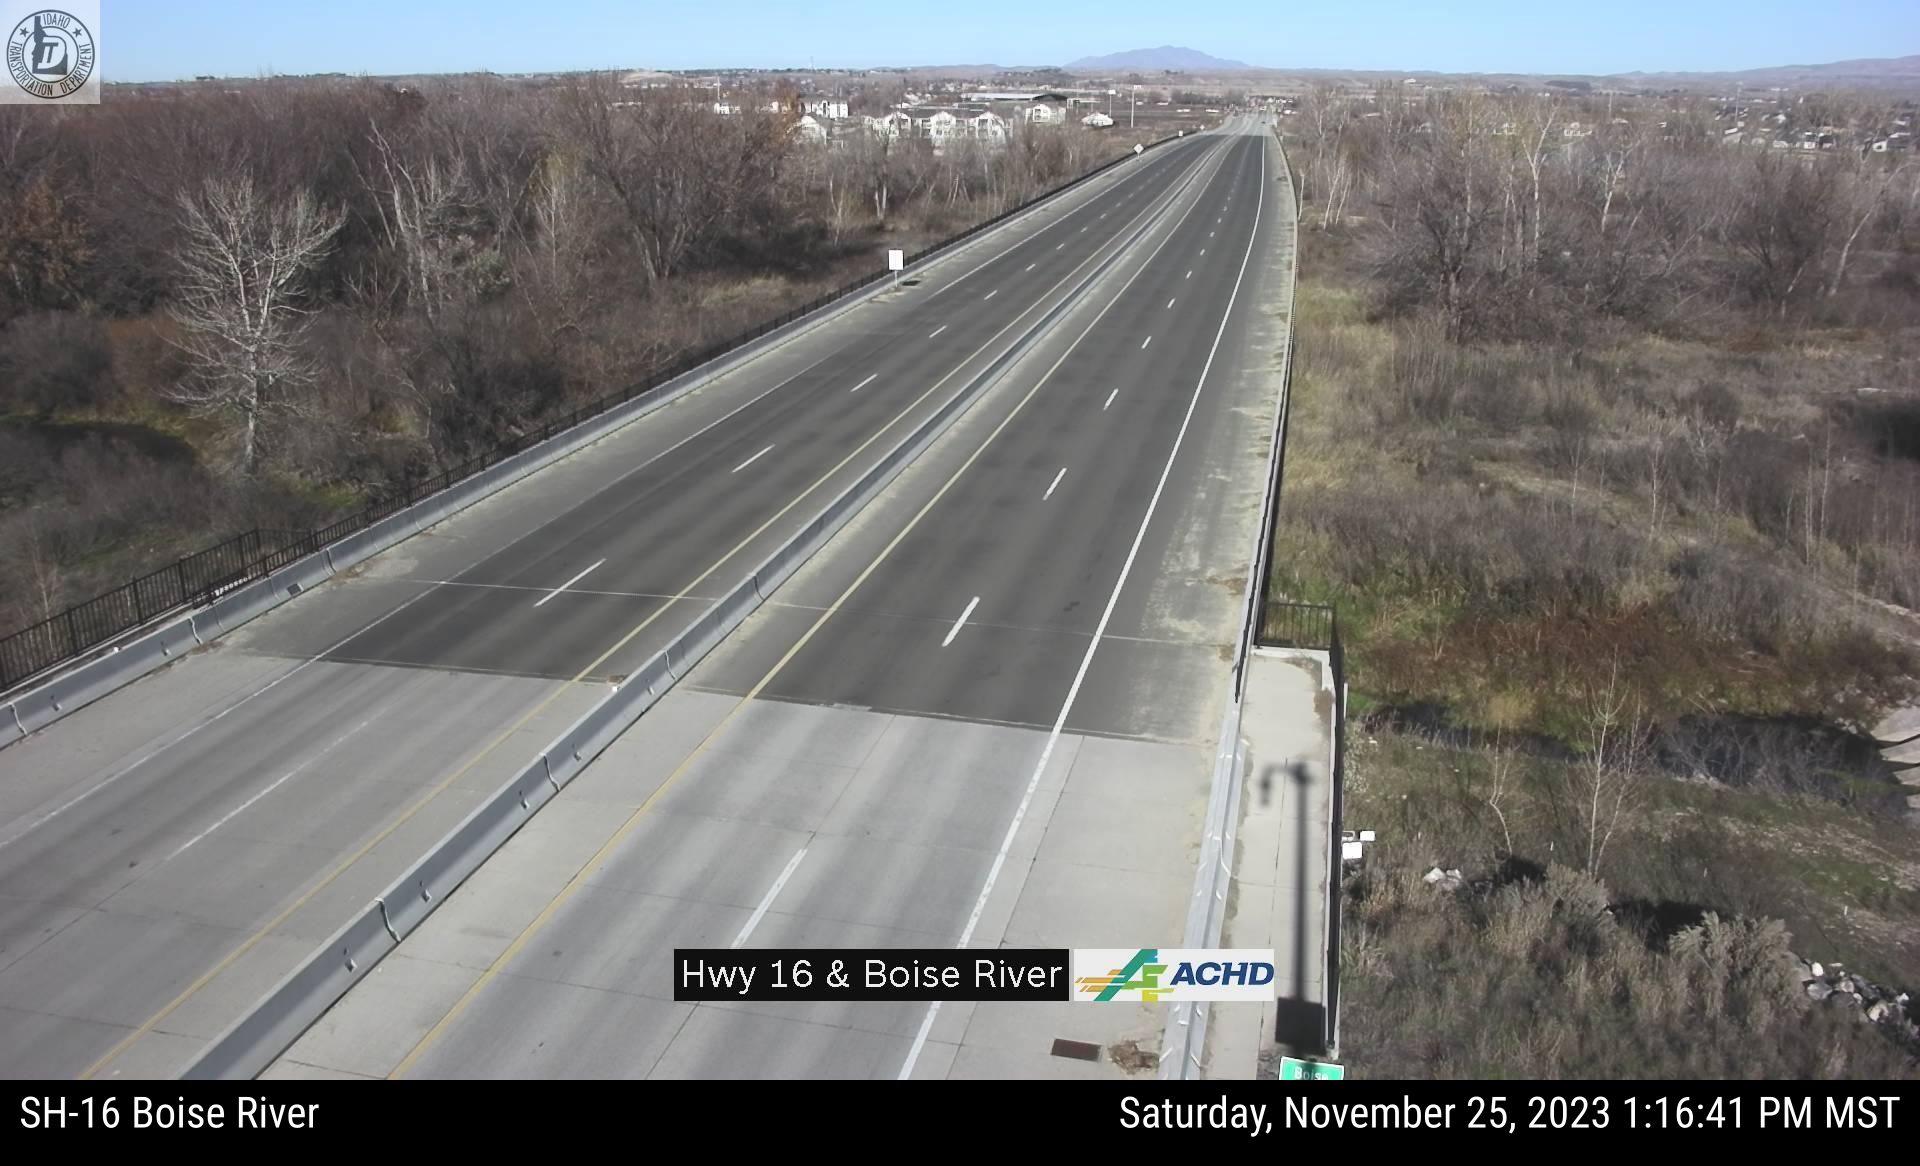 IDAHO
TRANSPORTATION DEPARTMENT
Hwy 16 & Boise River
ACHD
Boise
SH-16 Boise River
Saturday, November 25, 2023 1:16:41 PM MST